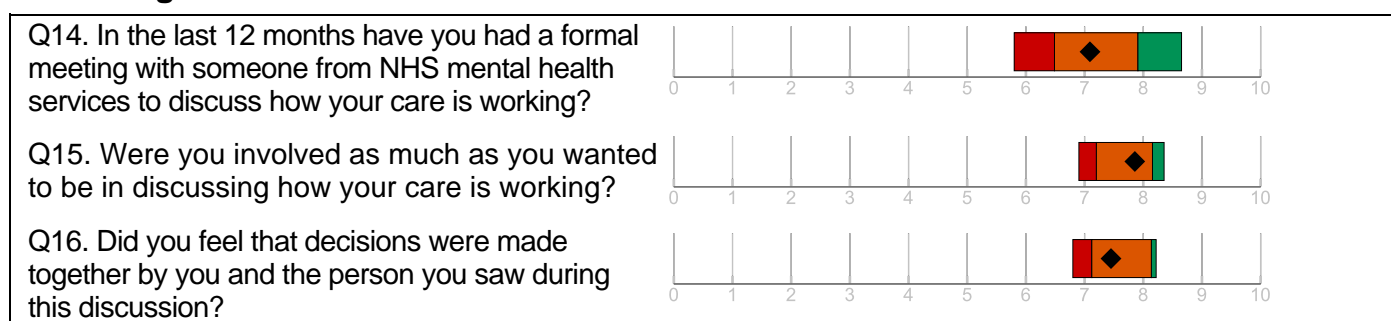 Q14. In the last 12 months have you had a formal
meeting with someone from NHS mental health
services to discuss how your care is working?
0 1 2 3 4 5 6 7 8 9 10
Q15. Were you involved as much as you wanted
to be in discussing how your care is working?
0 1 2 3 4 5 6 7 8 9 10
Q16. Did you feel that decisions were made
together by you and the person you saw during
this discussion?
0 1 2 3 4 5 6 7 8 9 10